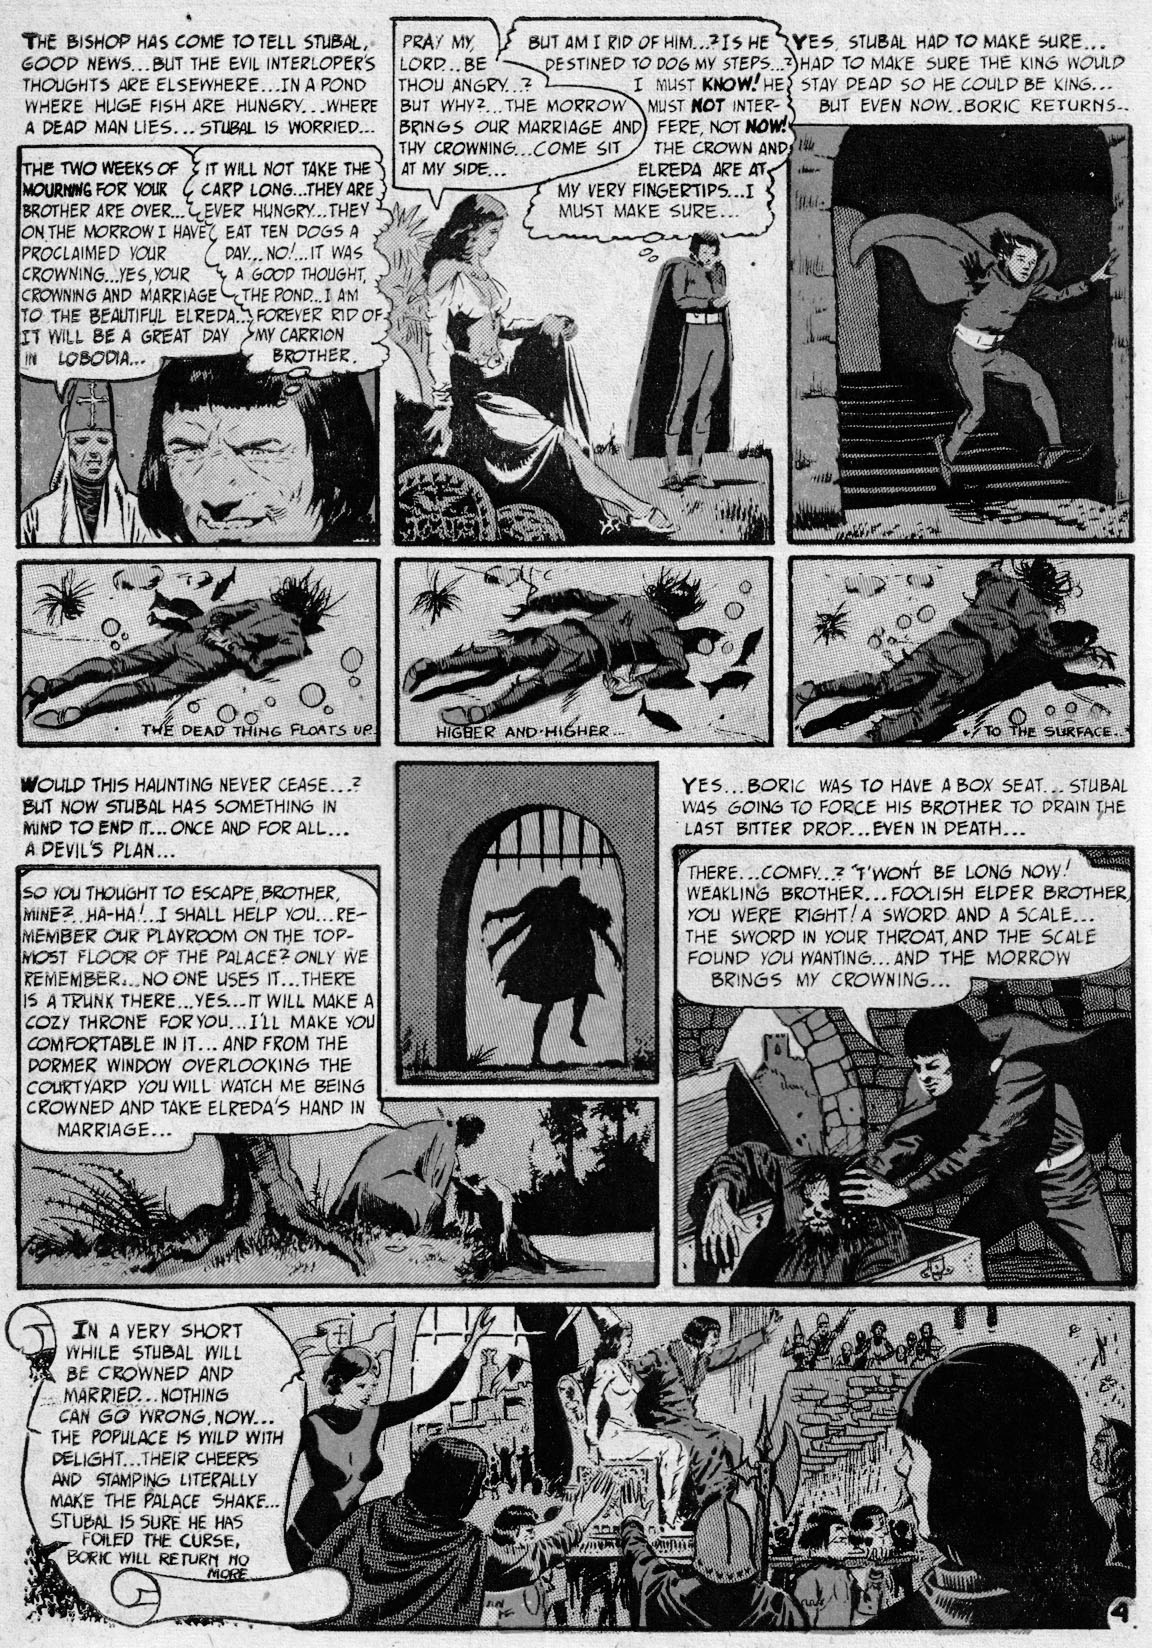 THE BISHOP HAS COME TO TELL STUBAL,
GOOD NEWS...BUT THE EVIL INTERLOPER'S
THOUGHTS ARE ELSEWHERE...IN A POND
WHERE HUGE FISH ARE HUNGRY...WHERE
A DEAD MAN LIES...STUBAL IS WORRIED...
THE TWO WEEKS OF
MOURNING FOR YOUR
BROTHER ARE OVER...
ON THE MORROW I HAVE
PROCLAIMED YOUR
CROWNING...YES, YOUR
CROWNING AND MARRIAGE
TO THE BEAUTIFUL ELREDA...
IT WILL BE A GREAT DAY
IN LOBODIA...
IT WILL NOT TAKE THE
CARP LONG...THEY ARE
EVER HUNGRY...THEY
EAT TEN DOGS A
DAY...NO!...IT WAS
A GOOD THOUGHT,
THE POND...I AM
FOREVER RID OF
MY CARRION
BROTHER.
PRAY MY,
LORD...BE
THOU ANGRY...?
BUT WHY?...THE MORROW
BRINGS OUR MARRIAGE AND
THY CROWNING...COME SIT
AT MY SIDE...
BUT AM I RID OF HIM...? IS HE
DESTINED TO DOG MY STEPS...?
I MUST KNOW! HE
MUST NOT INTER-
FERE, NOT NOW!
THE CROWN AND
ELREDA ARE AT
MY VERY FINGERTIPS...I
MUST MAKE SURE...
YES, STUBAL HAD TO MAKE SURE...
HAD TO MAKE SURE THE KING WOULD
STAY DEAD SO HE COULD BE KING...
BUT EVEN NOW..BORIC RETURNS..
THE DEAD THING FLOATS UP.
HIGHER AND HIGHER...
TO THE SURFACE..
WOULD THIS HAUNTING NEVER CEASE...?
BUT NOW STUBAL HAS SOMETHING IN
MIND TO END IT...ONCE AND FOR ALL...
A DEVIL'S PLAN...
SO YOU THOUGHT TO ESCAPE, BROTHER,
MINE?..HA-HA!..I SHALL HELP YOU...RE-
MEMBER OUR PLAYROOM ON THE TOP-
MOST FLOOR OF THE PALACE? ONLY WE
REMEMBER...NO ONE USES IT...THERE
IS A TRUNK THERE...YES...IT WILL MAKE A
COZY THRONE FOR YOU...I'LL MAKE YOU
COMFORTABLE IN IT...AND FROM THE
DORMER WINDOW OVERLOOKING THE
COURTYARD YOU WILL WATCH ME BEING
CROWNED AND TAKE ELREDA'S HAND IN
MARRIAGE...
YES...BORIC WAS TO HAVE A BOX SEAT...STUBAL
WAS GOING TO FORCE HIS BROTHER TO DRAIN THE
LAST BITTER DROP...EVEN IN DEATH...
THERE...COMFY...? 'T'WON'T BE LONG NOW!
WEAKLING BROTHER...FOOLISH ELDER BROTHER,
YOU WERE RIGHT! A SWORD AND A SCALE...
THE SWORD IN YOUR THROAT, AND THE SCALE
FOUND YOU WANTING...AND THE MORROW
BRINGS MY CROWNING...
IN A VERY SHORT
WHILE STUBAL WILL
BE CROWNED AND
MARRIED...NOTHING
CAN GO WRONG, NOW...
THE POPULACE IS WILD WITH
DELIGHT...THEIR CHEERS
AND STAMPING LITERALLY
MAKE THE PALACE SHAKE...
STUBAL IS SURE HE HAS
FOILED THE CURSE,
BORIC WILL RETURN NO
MORE
4